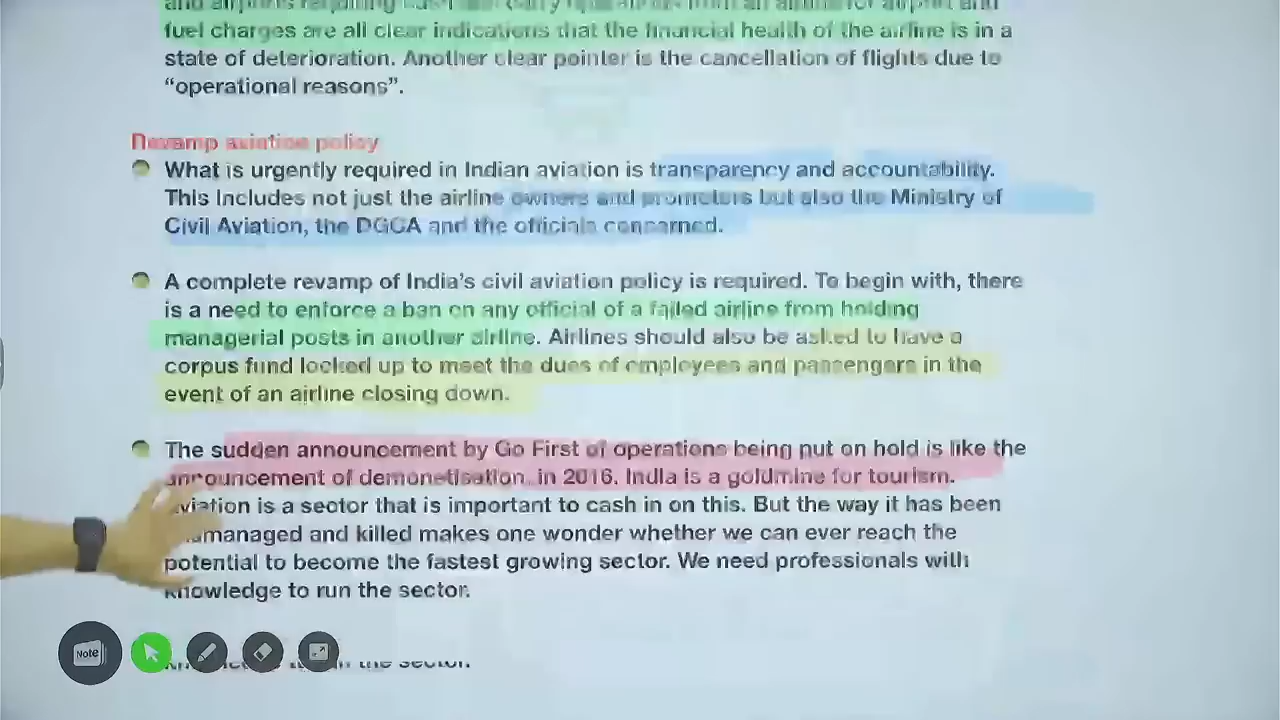 fuel charges are all clear indications that the financial health of the airline is in a
state of deterioration. Another clear pointer is the cancellation of flights due to
“operational reasons”.
Revamp aviation policy
What is urgently required in Indian aviation is transparency and accountability.
This includes not just the airline owners and promoters but also the Ministry of
Civil Aviation, the DGCA and the officials concerned.
A complete revamp of India’s civil aviation policy is required. To begin with, there
is a need to enforce a ban on any official of a failed airline from holding
managerial posts in another airline. Airlines should also be asked to have a
corpus fund locked up to meet the dues of employees and passengers in the
event of an airline closing down.
The sudden announcement by Go First of operations being put on hold is like the
announcement of demonetisation in 2016. India is a goldmine for tourism.
aviation is a sector that is important to cash in on this. But the way it has been
managed and killed makes one wonder whether we can ever reach the
potential to become the fastest growing sector. We need professionals with
knowledge to run the sector.
Note
the sector.